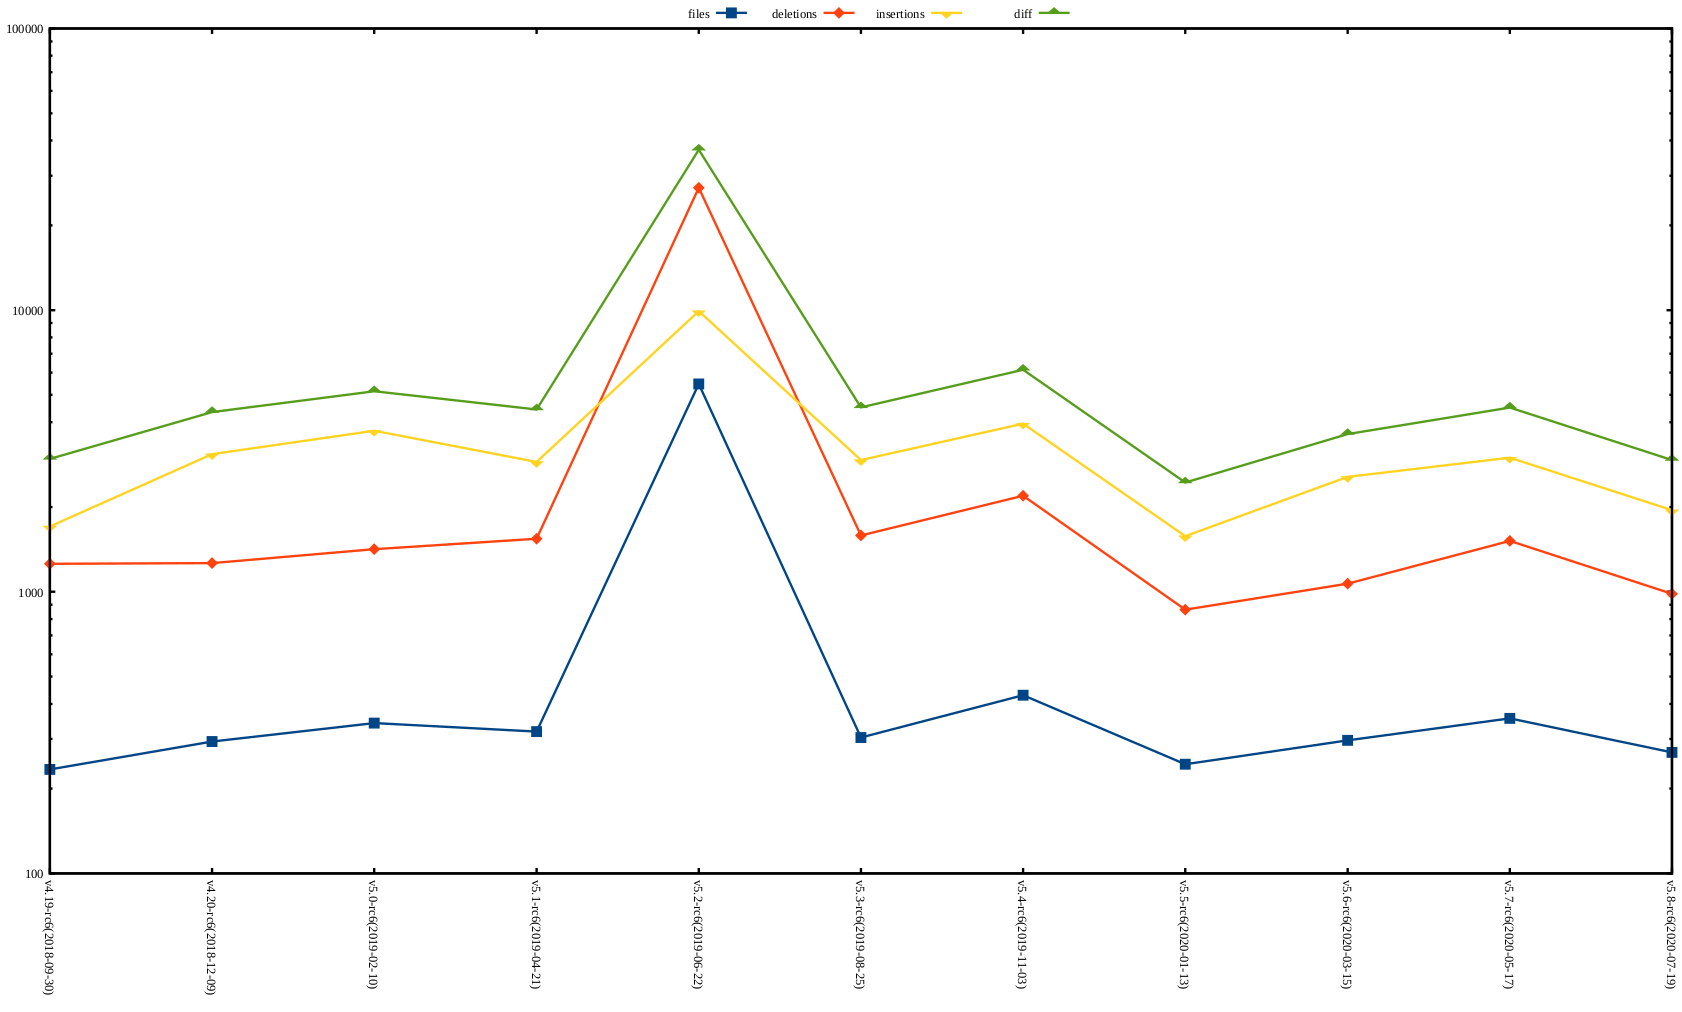 files deletions insertions diff
100000
10000
1000
100
v4.19-rc6(2018-09-30)
v4.20-rc6(2018-12-09)
v5.0-rc6(2019-02-10)
v5.1-rc6(2019-04-21)
v5.2-rc6(2019-06-22)
v5.3-rc6(2019-08-25)
v5.4-rc6(2019-11-03)
v5.5-rc6(2020-01-13)
v5.6-rc6(2020-03-15)
v5.7-rc6(2020-05-17)
v5.8-rc6(2020-07-19)